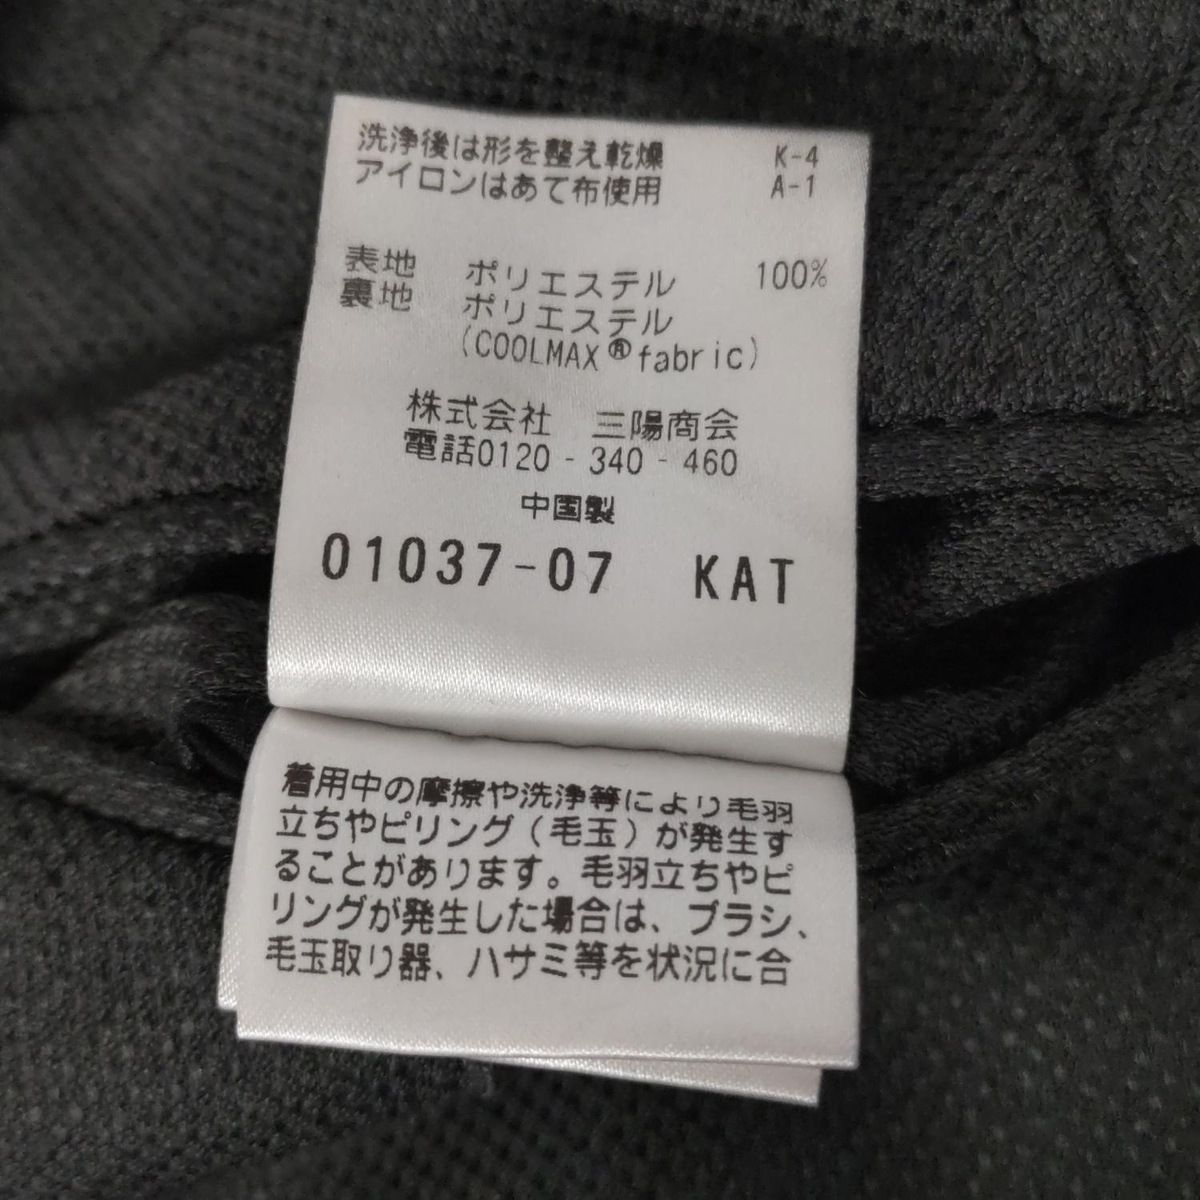 洗浄後は形を整え乾燥 K-4
アイロンはあて布使用 A-1
表地 ポリエステル 100%
裏地 ポリエステル
(COOLMAX®fabric)
株式会社 三陽商会
電話0120-340-460
中国製
01037-07 KAT
着用中の摩擦や洗浄等により毛羽
立ちやピリング(毛玉)が発生す
ることがあります。毛羽立ちやピ
リングが発生した場合は、ブラシ、
毛玉取り器、ハサミ等を状況に合